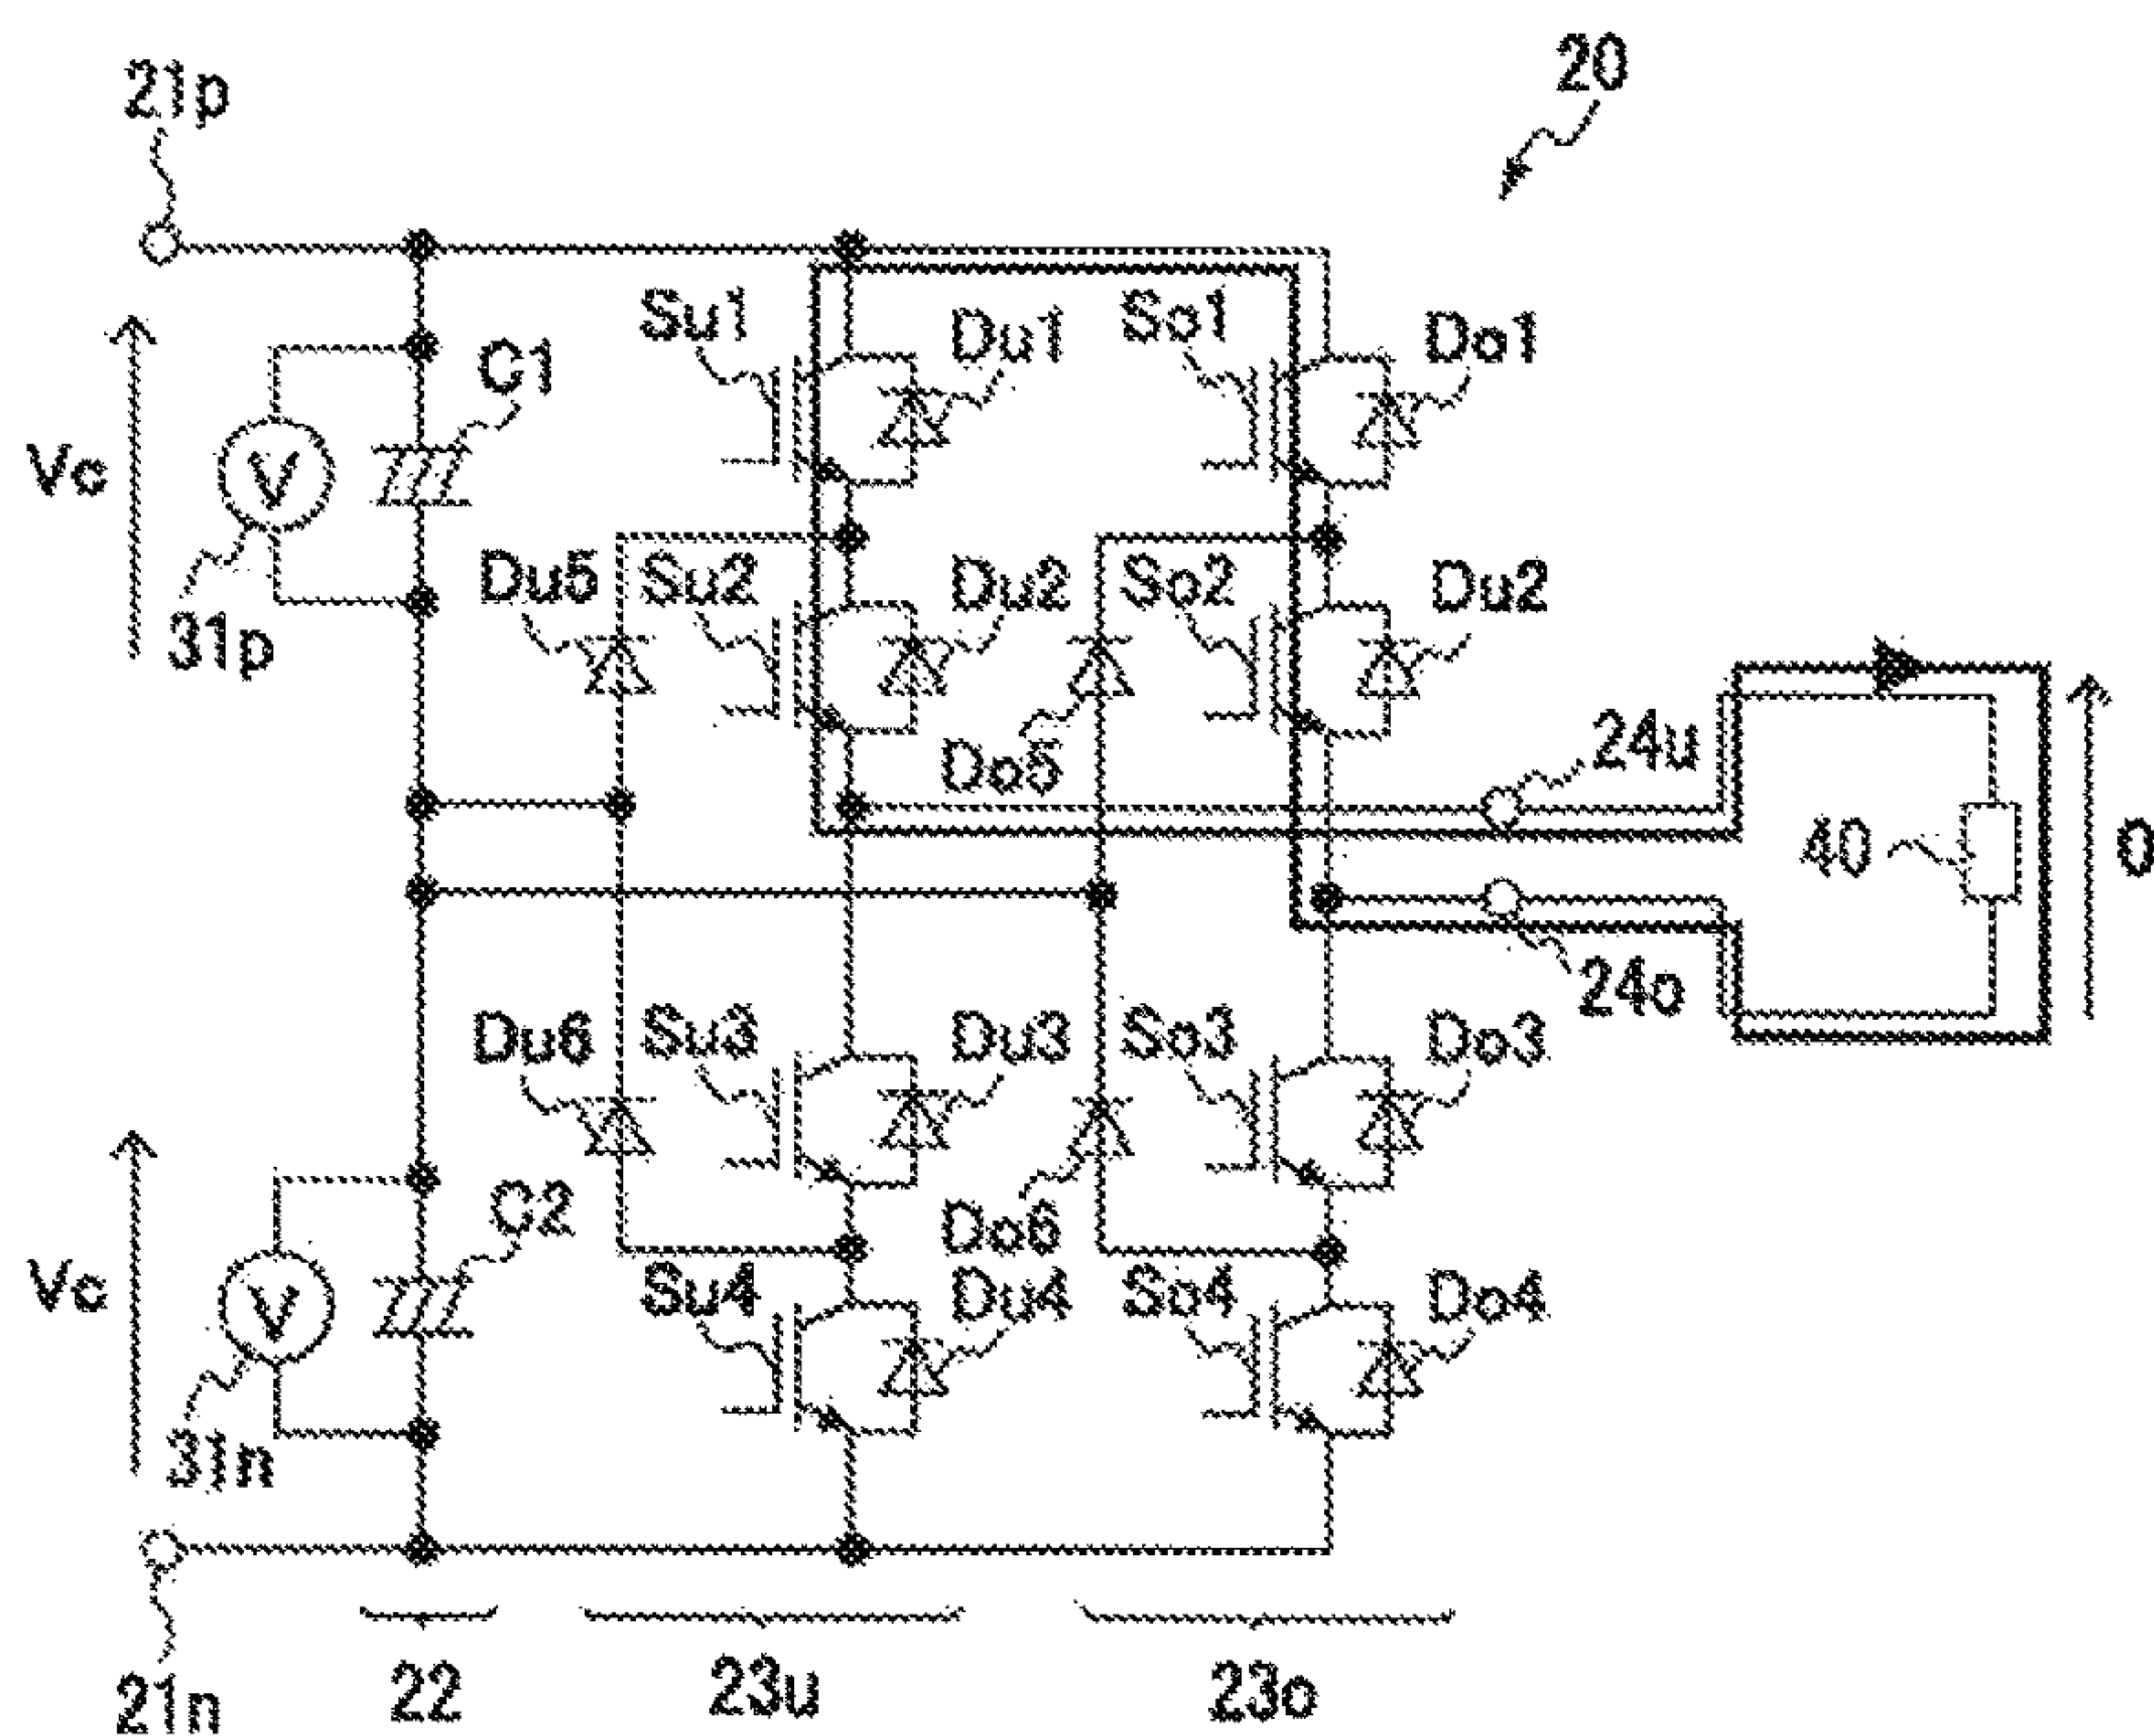 20
21p
Su1
Du1
So1
Do1
C1
Vc
V
31p
Du5
Su2
Du2
So2
Du2
Do5
24u
40
0
24o
Du6
Su3
Du3
So3
Do3
C2
Do6
Vc
V
Su4
Du4
So4
Do4
31n
21n
22
23u
23o